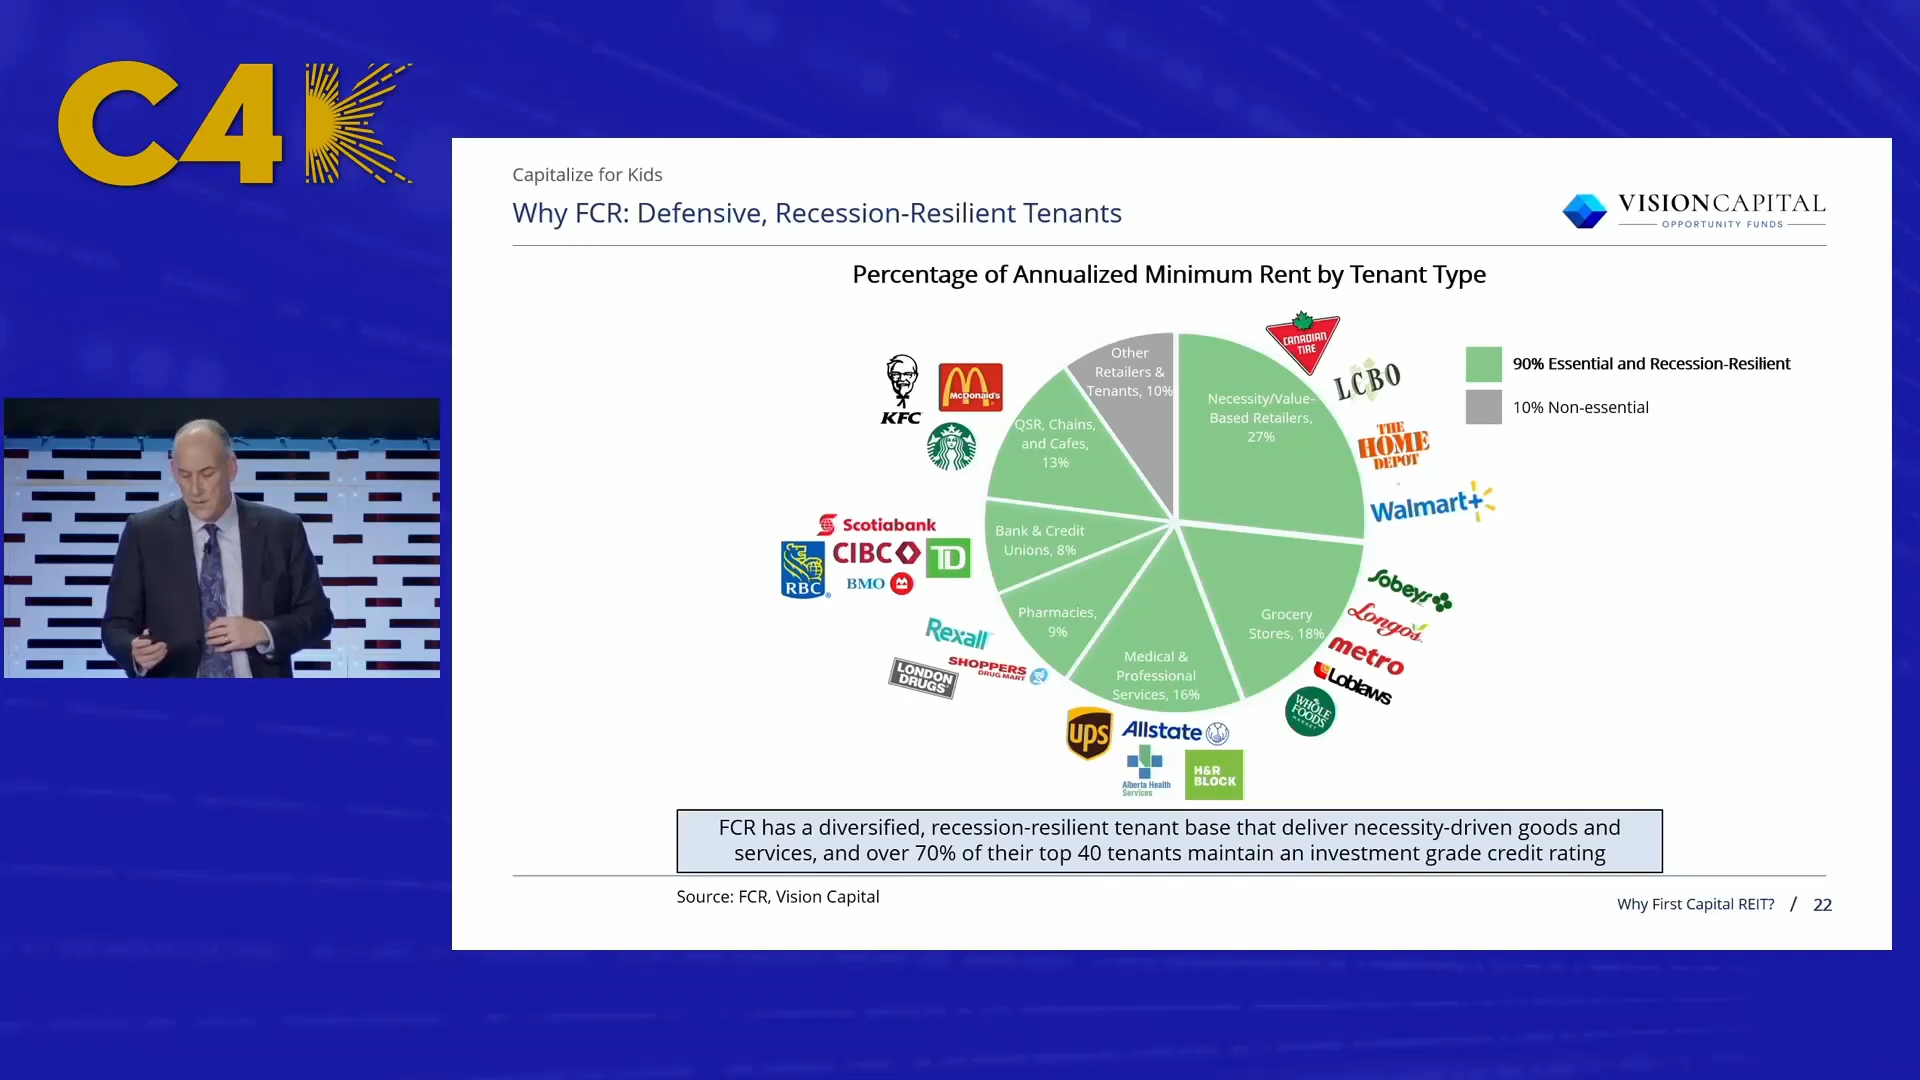 C4K
Capitalize for Kids
Why FCR: Defensive, Recession-Resilient Tenants
VISIONCAPITAL
OPPORTUNITY FUNDS
Percentage of Annualized Minimum Rent by Tenant Type
90% Essential and Recession-Resilient
10% Non-essential
Necessity/Value-
Based Retailers,
27%
CANADIAN
TIRE
LCBO
THE
HOME
DEPOT
Walmart+
Grocery
Stores, 18%
Sobeys
Longo's
metro
Loblaws
WHOLE
FOODS
MARKET
Medical &
Professional
Services, 16%
ups
Allstate
Alberta Health
Services
H&R
BLOCK
Pharmacies,
9%
Rexall
LONDON
DRUGS
SHOPPERS
DRUG MART
Bank & Credit
Unions, 8%
Scotiabank
RBC
CIBC
TD
BMO
QSR, Chains,
and Cafes,
13%
KFC
McDonald's
Other
Retailers &
Tenants, 10%
FCR has a diversified, recession-resilient tenant base that deliver necessity-driven goods and
services, and over 70% of their top 40 tenants maintain an investment grade credit rating
Source: FCR, Vision Capital
Why First Capital REIT? / 22